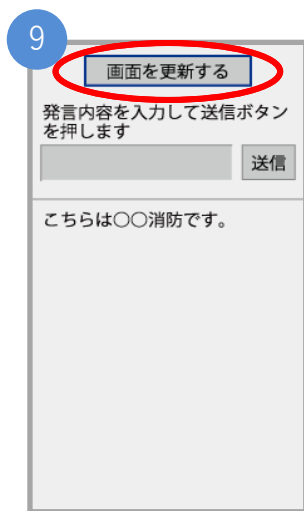 9
画面を更新する
発言内容を入力して送信ボタン
を押します
送信
こちらは〇〇消防です。